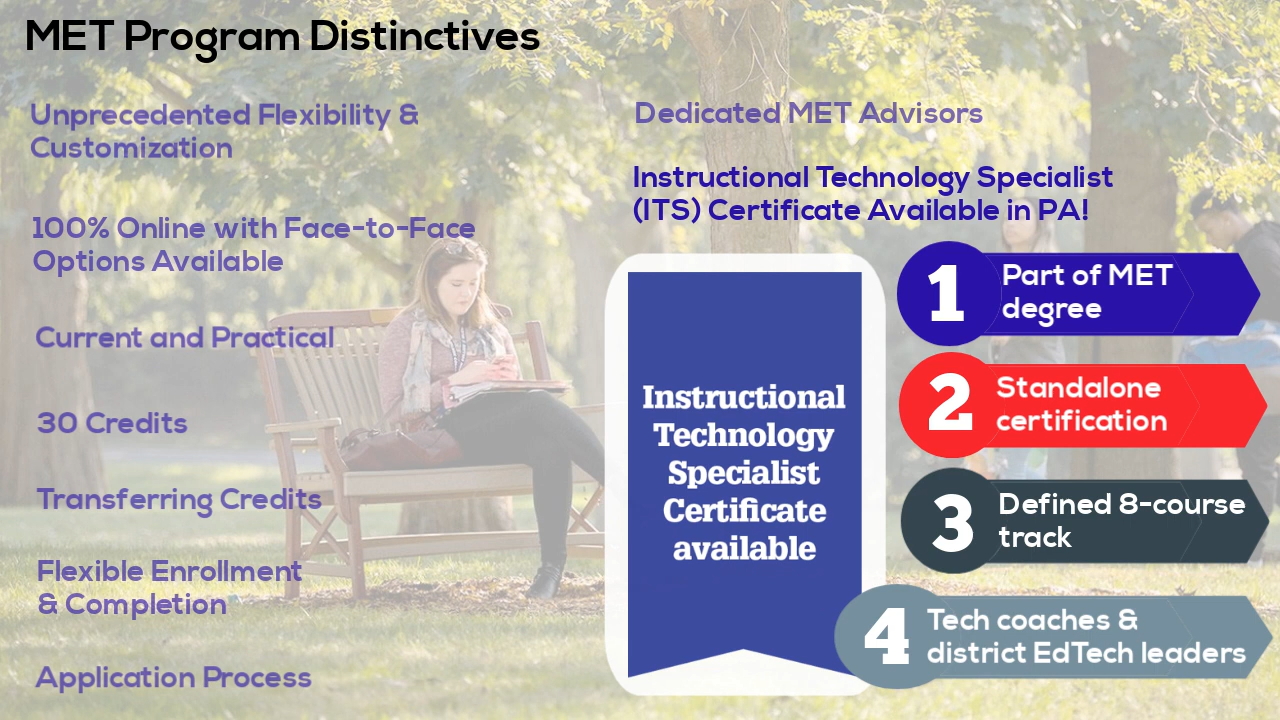 MET Program Distinctives
Unprecedented Flexibility &
Customization
100% Online with Face-to-Face
Options Available
Current and Practical
30 Credits
Transferring Credits
Flexible Enrollment
& Completion
Application Process
Dedicated MET Advisors
Instructional Technology Specialist
(ITS) Certificate Available in PA!
Instructional
Technology
Specialist
Certificate
available
1
Part of MET
degree
2
Standalone
certification
3
Defined 8-course
track
4
Tech coaches &
district EdTech leaders